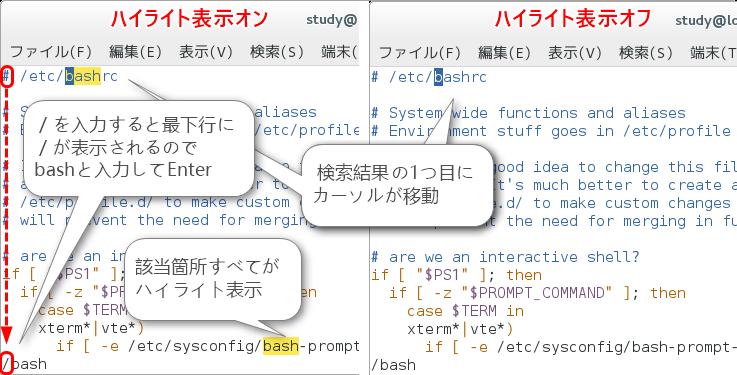 ハイライト表示オン
study@
ファイル(F) 編集(E) 表示(V) 検索(S) 端末(
# /etc/bashrc
/ を入力すると最下行に
/ が表示されるので
bashと入力してEnter
# S
aliases
# E
/etc/profile
# /etc/profile.d/ to make custom
# will prevent the need for merging
該当箇所すべてが
ハイライト表示
# are we an in
if [ "$PS1" ];
if [ -z "$PR
en
case $TERM
xterm*|vte*)
if [ -e /etc/sysconfig/bash-prompt-
/bash
検索結果の1つ目に
カーソルが移動
ハイライト表示オフ
study@lo
ファイル(F) 編集(E) 表示(V) 検索(S) 端末(T
# /etc/bashrc
# System wide functions and aliases
# Environment stuff goes in /etc/profile
good idea to change this fil
t's much better to create a
e.d/ to make custom changes
t the need for merging in fu
# are we an interactive shell?
if [ "$PS1" ]; then
if [ -z "$PROMPT_COMMAND" ]; then
case $TERM in
xterm*|vte*)
if [ -e /etc/sysconfig/bash-prompt-
/bash